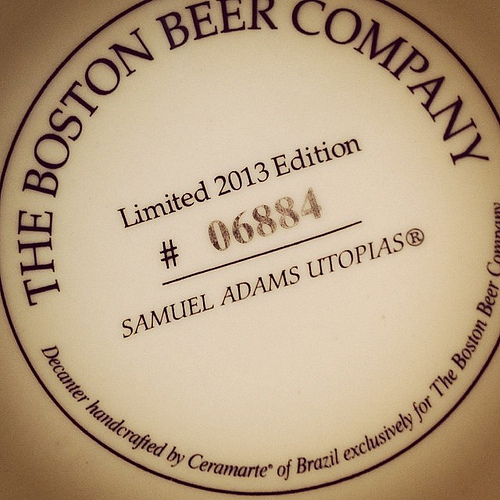 THE BOSTON BEER COMPANY
Limited 2013 Edition
# 06884
SAMUEL ADAMS UTOPIAS®
Decanter handcrafted by Ceramarte® of Brazil exclusively for The Boston Beer Company